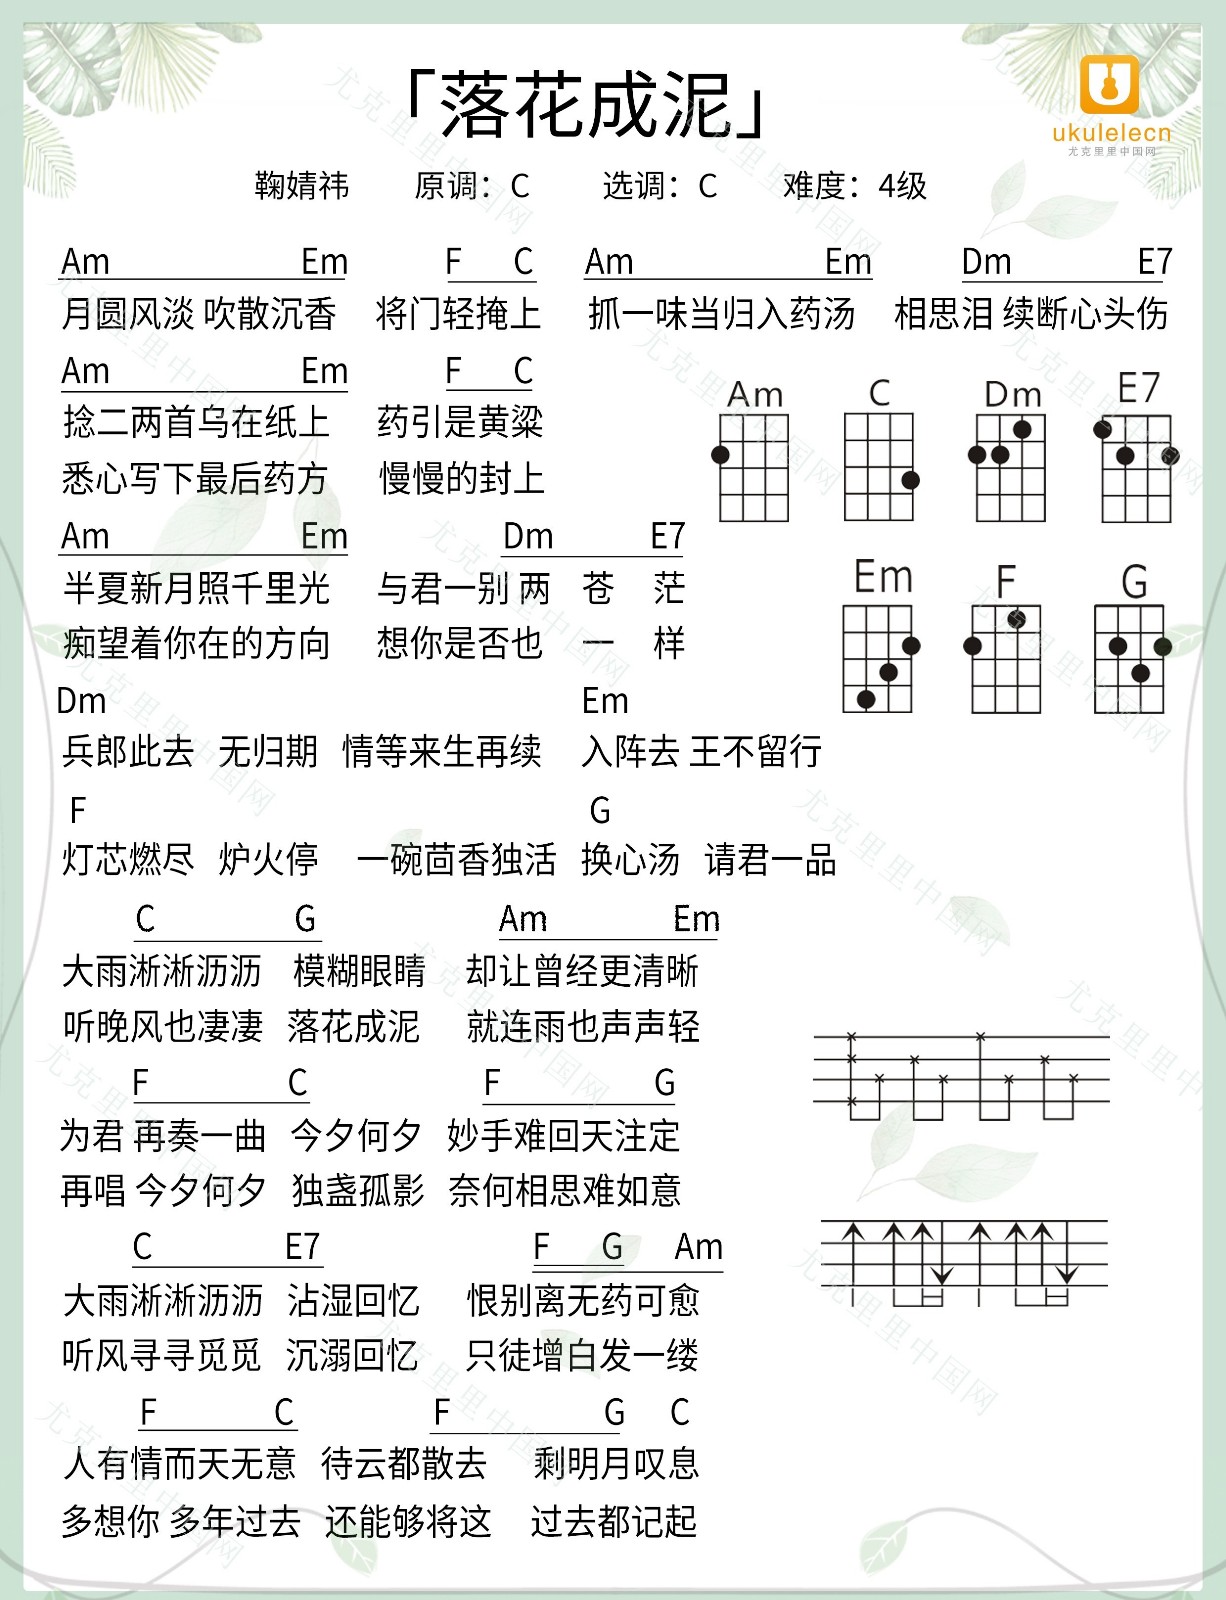 「落花成泥」
ukulelecn
尤克里里中国网
鞠婧祎 原调：C 选调：C 难度：4级
Am Em F C Am Em Dm E7
月圆风淡 吹散沉香 将门轻掩上 抓一味当归入药汤 相思泪 续断心头伤
Am Em F C
捻二两首乌在纸上 药引是黄粱
悉心写下最后药方 慢慢的封上
Am C Dm E7
Am Em Dm E7
半夏新月照千里光 与君一别 两 苍 茫
痴望着你在的方向 想你是否也 一 样
Em F G
Dm Em
兵郎此去 无归期 情等来生再续 入阵去 王不留行
F G
灯芯燃尽 炉火停 一碗茴香独活 换心汤 请君一品
C G Am Em
大雨淅淅沥沥 模糊眼睛 却让曾经更清晰
听晚风也凄凄 落花成泥 就连雨也声声轻
F C F G
为君 再奏一曲 今夕何夕 妙手难回天注定
再唱 今夕何夕 独盏孤影 奈何相思难如意
C E7 F G Am
大雨淅淅沥沥 沾湿回忆 恨别离无药可愈
听风寻寻觅觅 沉溺回忆 只徒增白发一缕
F C F G C
人有情而天无意 待云都散去 剩明月叹息
多想你 多年过去 还能够将这 过去都记起